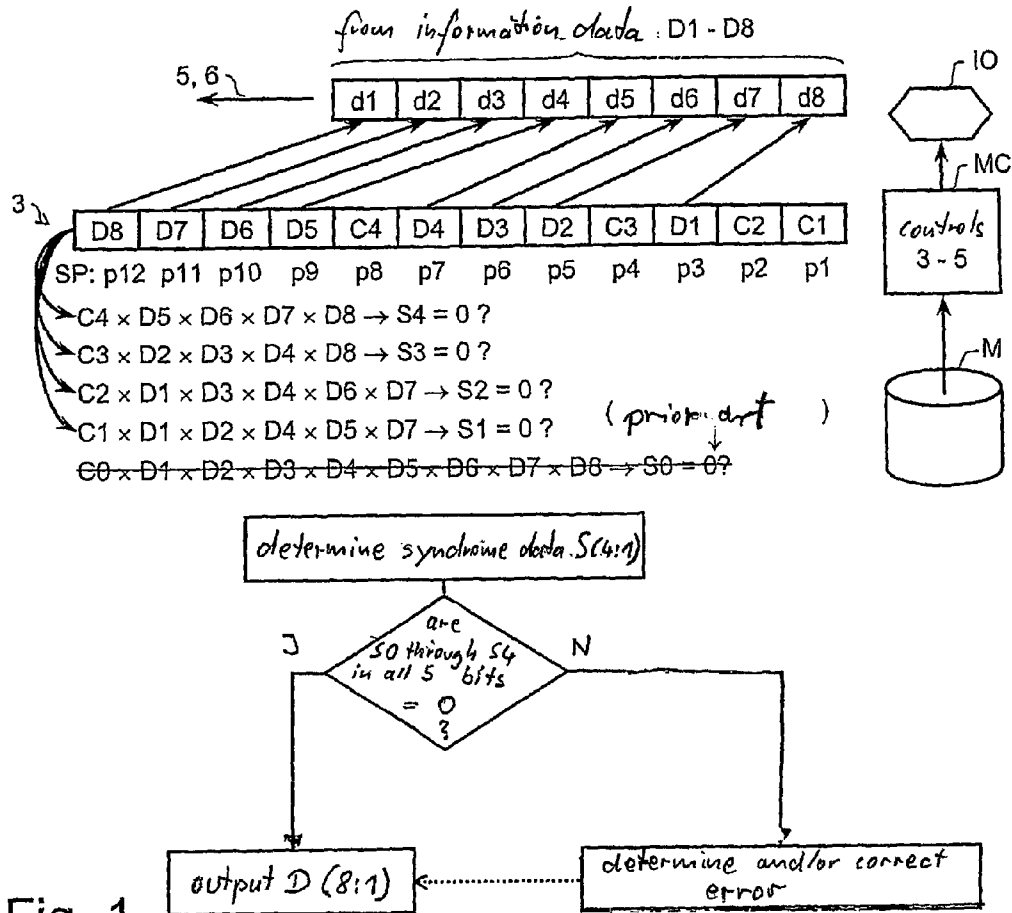 from information data : D1 - D8
5, 6
d1 d2 d3 d4 d5 d6 d7 d8
IO
MC
3
D8 D7 D6 D5 C4 D4 D3 D2 C3 D1 C2 C1
controls
3 - 5
SP: p12 p11 p10 p9 p8 p7 p6 p5 p4 p3 p2 p1
C4 × D5 × D6 × D7 × D8 → S4 = 0 ?
C3 × D2 × D3 × D4 × D8 → S3 = 0 ?
M
C2 × D1 × D3 × D4 × D6 × D7 → S2 = 0 ?
C1 × D1 × D2 × D4 × D5 × D7 → S1 = 0 ?
( prior art )
C0 × D1 × D2 × D3 × D4 × D5 × D6 × D7 × D8 → S0 = 0?
determine syndrome data S(4:1)
are
S0 through S4
in all 5 bits
= 0
?
J
N
output D (8:1)
determine and/or correct
error
Fig. 1